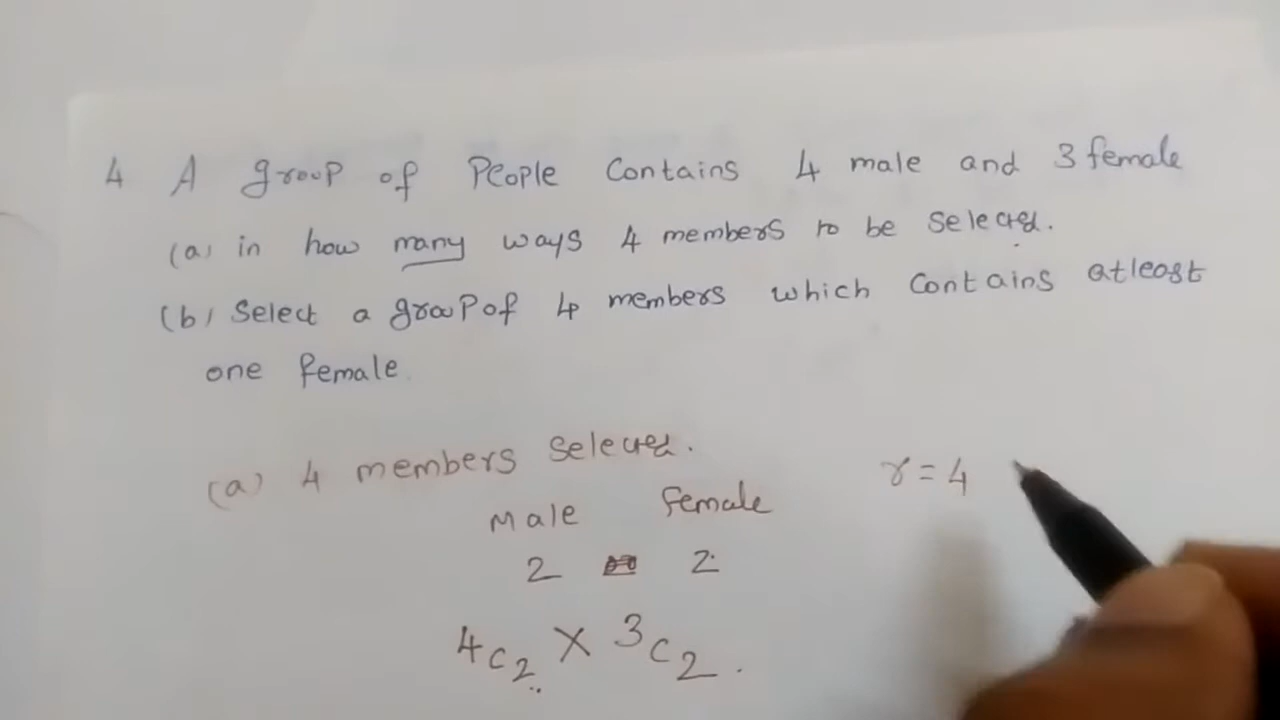 4 A group of People Contains 4 male and 3 female
(a) in how many ways 4 members to be selected.
(b) Select a group of 4 members which contains atleast
one female.
(a) 4 members selected.
r = 4
Male Female
2 2
4C2 X 3C2.